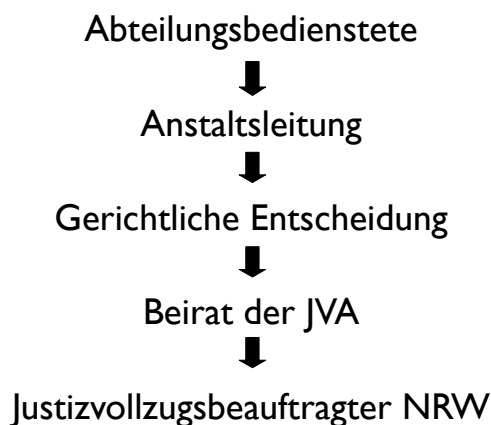 Abteilungsbedienstete
Anstaltsleitung
Gerichtliche Entscheidung
Beirat der JVA
Justizvollzugsbeauftragter NRW